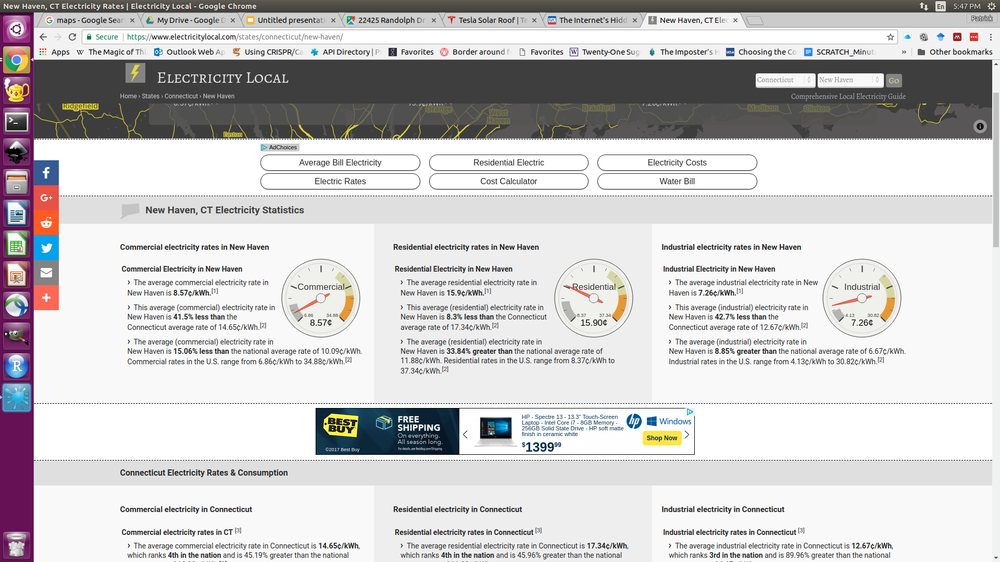 New Haven, CT Electricity Rates | Electricity Local - Google Chrome
En
5:47 PM
maps - Google Sear
My Drive - Google D
Untitled presentati
22425 Randolph Dr
Tesla Solar Roof | Te
The Internet's Hidd
New Haven, CT Elec
Patrick
Secure
https://www.electricitylocal.com/states/connecticut/new-haven/
Apps
The Magic of Thi
Outlook Web Ap
Using CRISPR/Ca
API Directory | P
Favorites
Border around f
Favorites
Twenty-One Sug
The Imposter's H
Choosing the Co
SCRATCH_Minut
»
Other bookmarks
Electricity Local
Connecticut
New Haven
Go
Home › States › Connecticut › New Haven
Comprehensive Local Electricity Guide
Ridgefield
Orange
West Haven
Branford
Madison
Clinton
Easton
AdChoices
Average Bill Electricity
Residential Electric
Electricity Costs
Electric Rates
Cost Calculator
Water Bill
New Haven, CT Electricity Statistics
Commercial electricity rates in New Haven
Commercial Electricity in New Haven
› The average commercial electricity rate in
New Haven is 8.57¢/kWh.[1]
› This average (commercial) electricity rate in
New Haven is 41.5% less than the
Connecticut average rate of 14.65¢/kWh.[2]
› The average (commercial) electricity rate in
New Haven is 15.06% less than the national average rate of 10.09¢/kWh.
Commercial rates in the U.S. range from 6.86¢/kWh to 34.88¢/kWh.[2]
Commercial
6.86
34.88
8.57¢
Residential electricity rates in New Haven
Residential Electricity in New Haven
› The average residential electricity rate in
New Haven is 15.9¢/kWh.[1]
› This average (residential) electricity rate in
New Haven is 8.3% less than the Connecticut
average rate of 17.34¢/kWh.[2]
› The average (residential) electricity rate in
New Haven is 33.84% greater than the national average rate of
11.88¢/kWh. Residential rates in the U.S. range from 8.37¢/kWh to
37.34¢/kWh.[2]
Residential
8.37
37.34
15.90¢
Industrial electricity rates in New Haven
Industrial Electricity in New Haven
› The average industrial electricity rate in New
Haven is 7.26¢/kWh.[1]
› This average (industrial) electricity rate in
New Haven is 42.7% less than the
Connecticut average rate of 12.67¢/kWh.[2]
› The average (industrial) electricity rate in
New Haven is 8.85% greater than the national average rate of 6.67¢/kWh.
Industrial rates in the U.S. range from 4.13¢/kWh to 30.82¢/kWh.[2]
Industrial
4.13
30.82
7.26¢
BEST BUY
©2017 Best Buy
FREE
SHIPPING
On everything.
All season long.
For details, see BestBuy.com/Shipping
HP - Spectre 13 - 13.3" Touch-Screen
Laptop - Intel Core i7 - 8GB Memory -
256GB Solid State Drive - HP soft matte
finish in ceramic white
$1399.99
hp
Windows
Shop Now
Connecticut Electricity Rates & Consumption
Commercial electricity in Connecticut
Commercial electricity rates in CT [3]
› The average commercial electricity rate in Connecticut is 14.65¢/kWh,
which ranks 4th in the nation and is 45.19% greater than the national
Residential electricity in Connecticut
Residential electricity rates in Connecticut [3]
› The average residential electricity rate in Connecticut is 17.34¢/kWh,
which ranks 4th in the nation and is 45.96% greater than the national
Industrial electricity in Connecticut
Industrial electricity rates in Connecticut [3]
› The average industrial electricity rate in Connecticut is 12.67¢/kWh,
which ranks 3rd in the nation and is 89.96% greater than the national